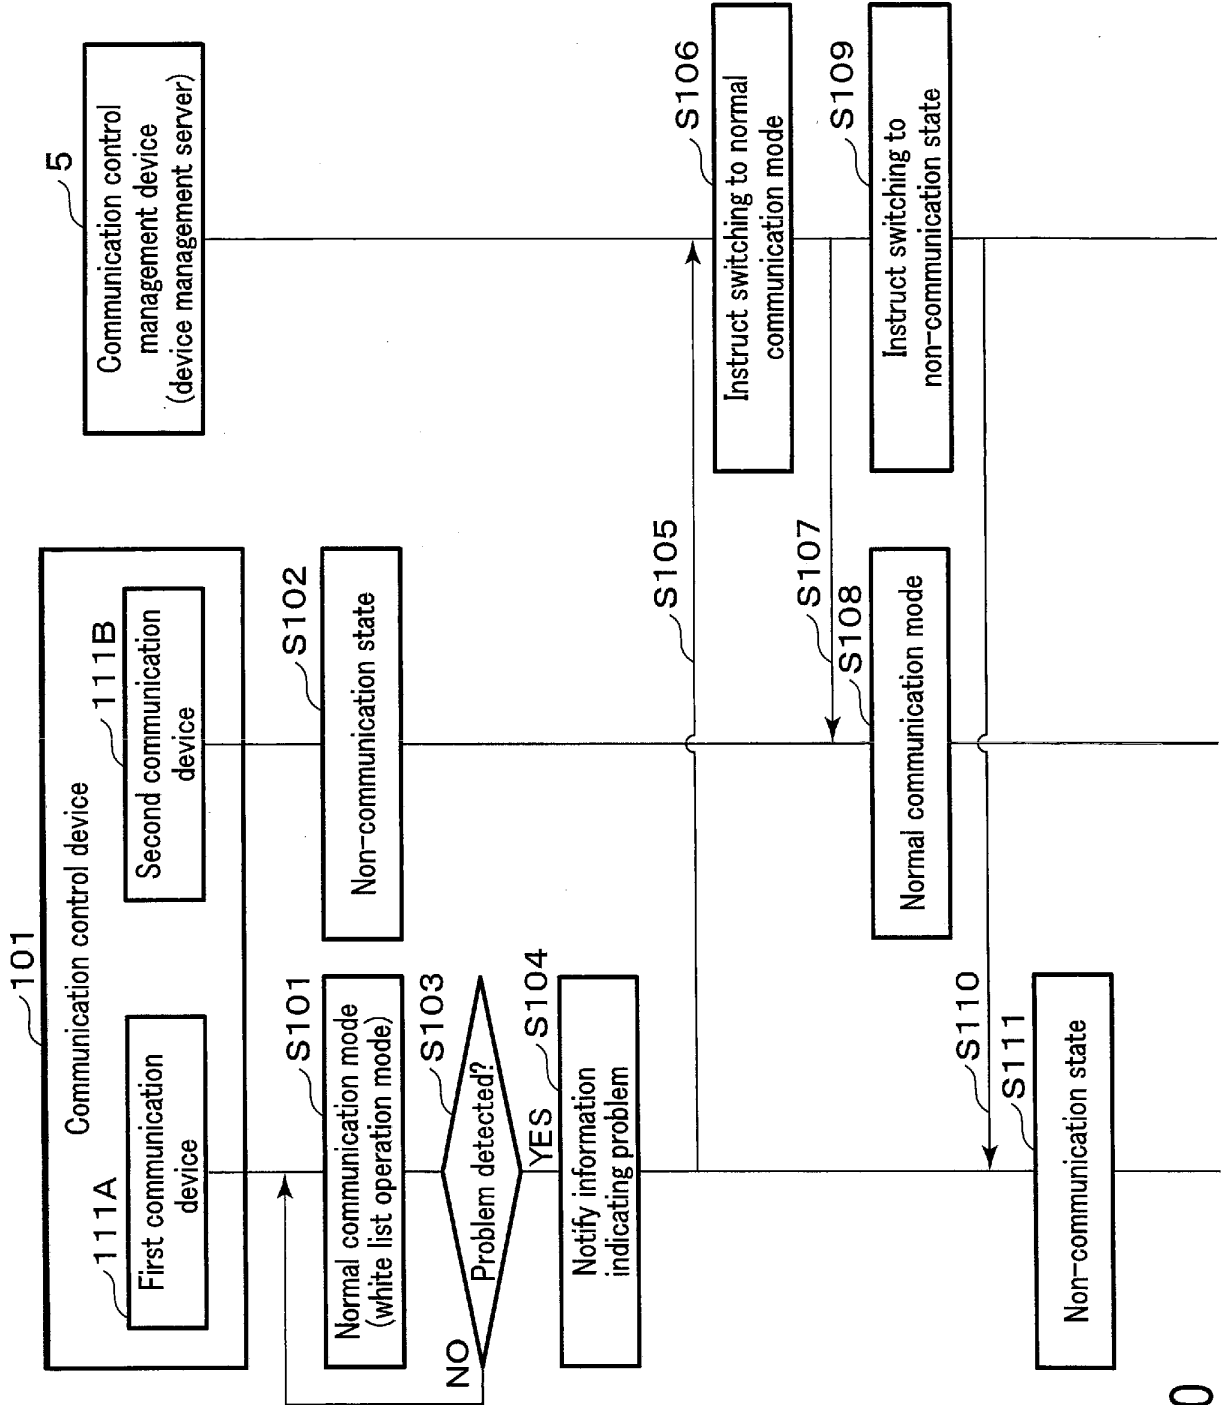 101
Communication control device
111A
First communication
device
111B
Second communication
device
5
Communication control
management device
(device management server)
S101
Normal communication mode
(white list operation mode)
S102
Non-communication state
S103
Problem detected?
NO
YES
S104
Notify information
indicating problem
S105
S106
Instruct switching to normal
communication mode
S107
S108
Normal communication mode
S109
Instruct switching to
non-communication state
S110
S111
Non-communication state
0